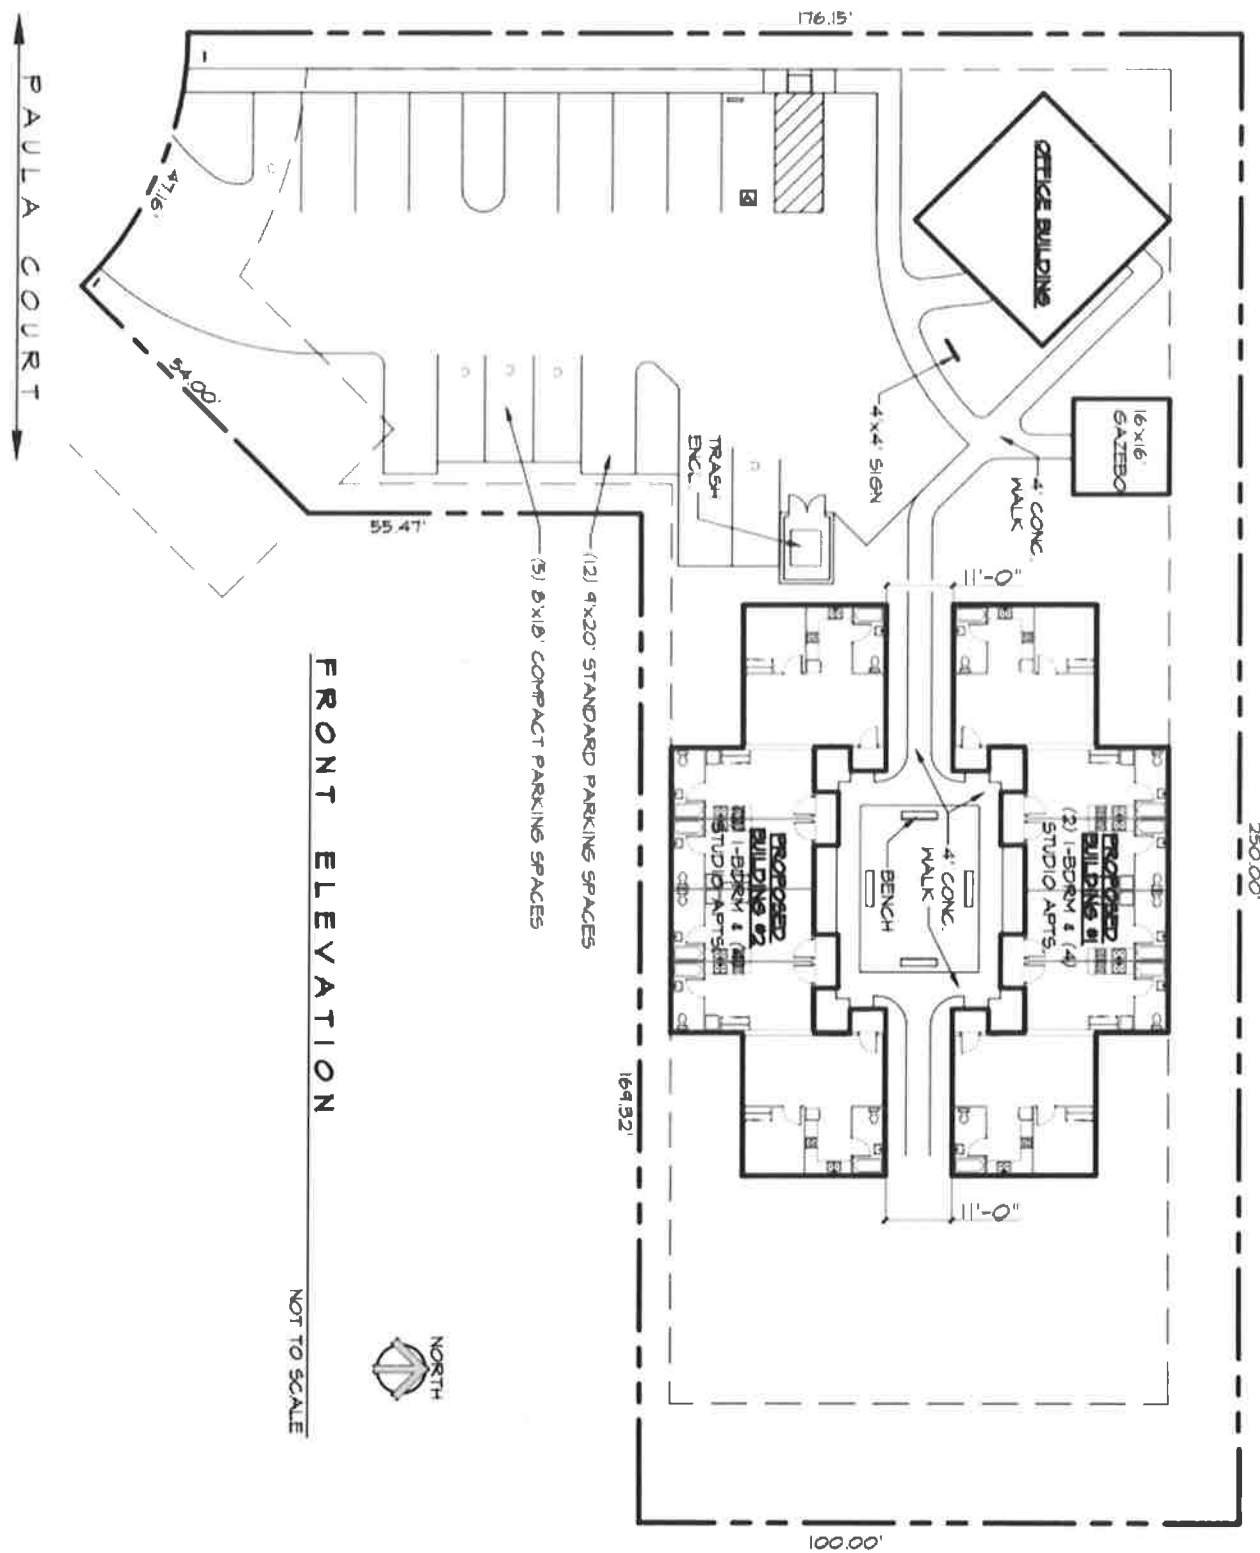 176.15'
PAULA COURT
47.16'
54.00'
55.47'
OFFICE BUILDING
16'x16'
GAZEBO
4' CONC.
WALK
4'x4' SIGN
TRASH
ENCL.
(12) 9'x20' STANDARD PARKING SPACES
(5) 8'x18' COMPACT PARKING SPACES
11'-0"
250.00'
PROPOSED
BUILDING #1
(2) 1-BDRM & (4)
STUDIO APTS.
4' CONC.
WALK
BENCH
PROPOSED
BUILDING #2
1-BDRM &
STUDIO APTS.
11'-0"
169.52'
100.00'
FRONT ELEVATION
NOT TO SCALE
NORTH
C
C
C
C
C